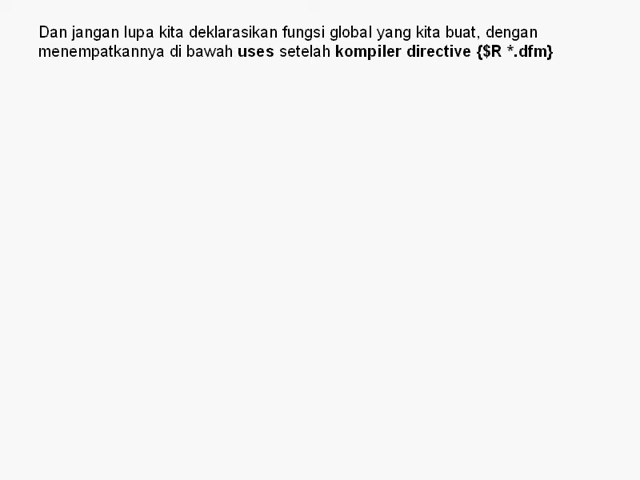 Dan jangan lupa kita deklarasikan fungsi global yang kita buat, dengan
menempatkannya di bawah uses setelah kompiler directive {$R *.dfm}